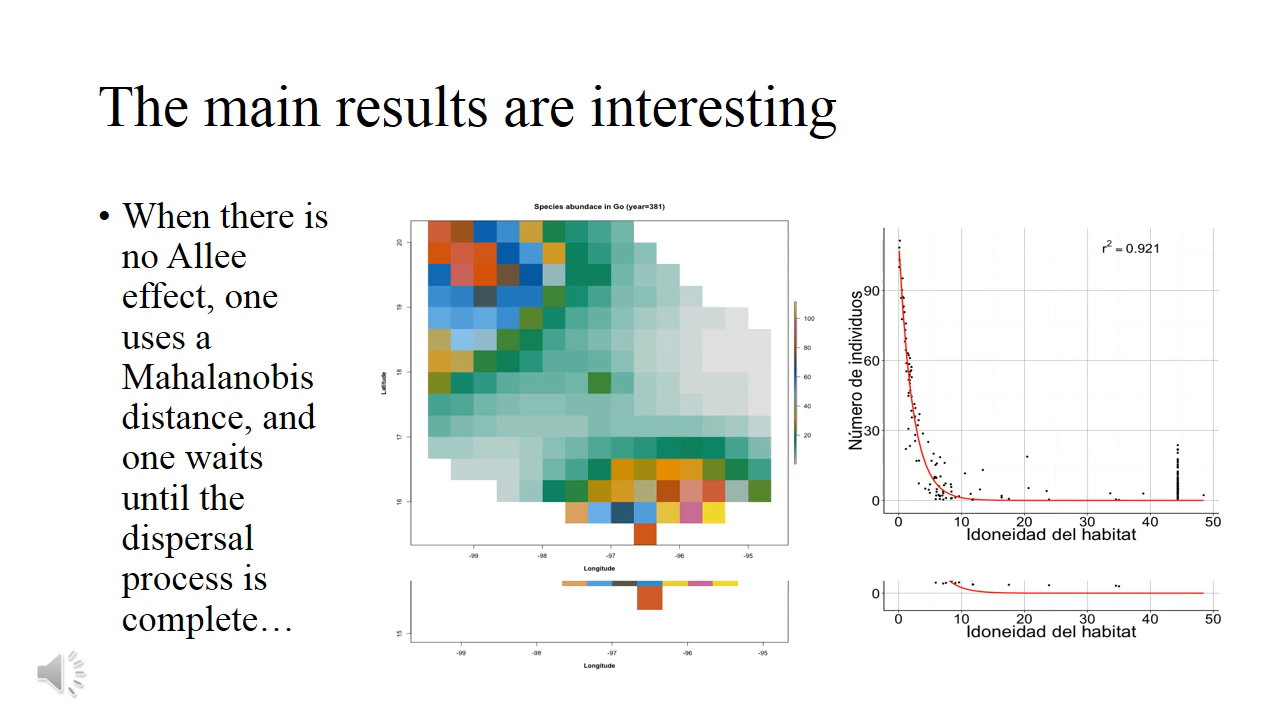 The main results are interesting
• When there is
no Allee
effect, one
uses a
Mahalanobis
distance, and
one waits
until the
dispersal
process is
complete…
Species abundace in Go (year=381)
Latitude
20
19
18
17
16
-99 -98 -97 -96 -95
Longitude
100
80
60
40
20
15
-99 -98 -97 -96 -95
Longitude
r² = 0.921
Número de individuos
90
60
30
0
0 10 20 30 40 50
Idoneidad del habitat
0
0 10 20 30 40 50
Idoneidad del habitat